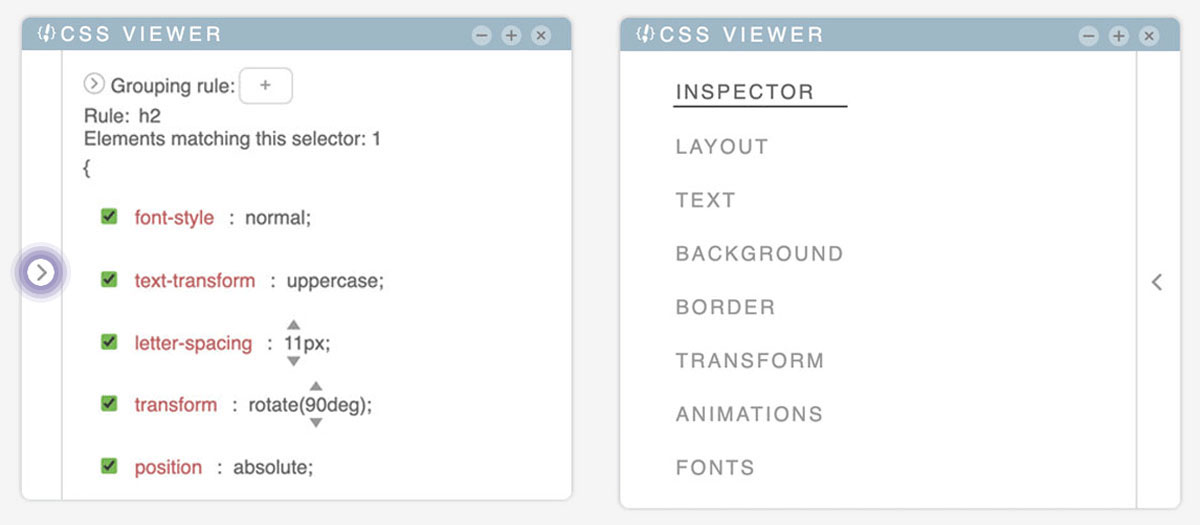 CSS VIEWER
Grouping rule: +
Rule: h2
Elements matching this selector: 1
{
font-style : normal;
text-transform : uppercase;
letter-spacing : 11px;
transform : rotate(90deg);
position : absolute;
CSS VIEWER
INSPECTOR
LAYOUT
TEXT
BACKGROUND
BORDER
TRANSFORM
ANIMATIONS
FONTS